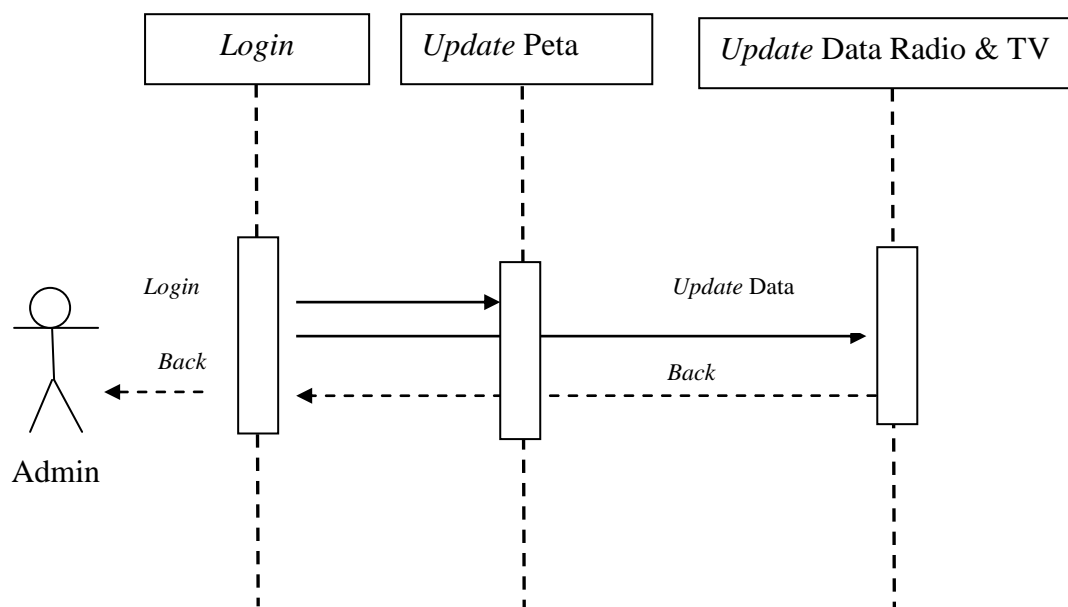 Login
Update Peta
Update Data Radio & TV
Login
Update Data
Back
Back
Admin